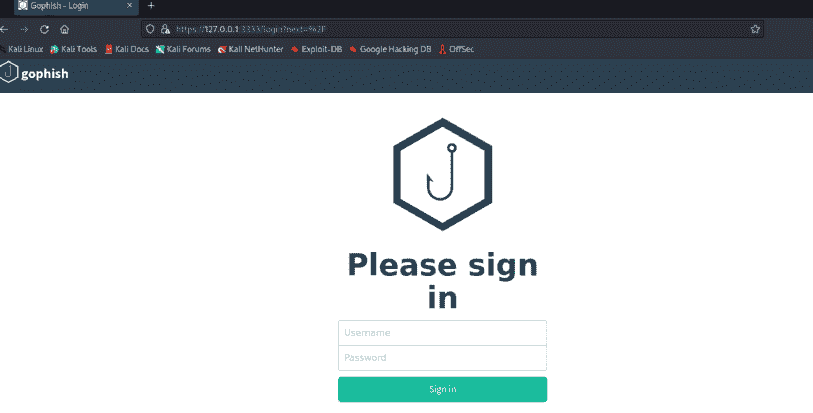 Gophish - Login
https://127.0.0.1:3333/login?next=%2F
Kali Linux Kali Tools Kali Docs Kali Forums Kali NetHunter Exploit-DB Google Hacking DB OffSec
gophish
Please sign
in
Username
Password
Sign in